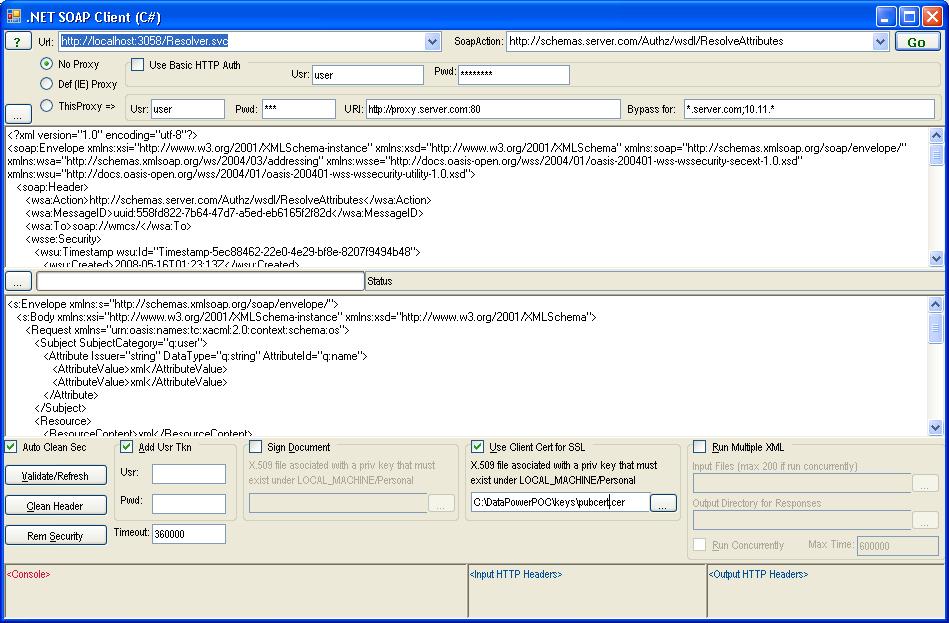 .NET SOAP Client (C#)
? Url: http://localhost:3058/Resolver.svc SoapAction: http://schemas.server.com/Authz/wsdl/ResolveAttributes Go
No Proxy Use Basic HTTP Auth Usr: user Pwd: ********
Def (IE) Proxy
... ThisProxy => Usr: user Pwd: *** URI: http://proxy.server.com:80 Bypass for: *.server.com;10.11.*
<?xml version="1.0" encoding="utf-8"?>
<soap:Envelope xmlns:xsi="http://www.w3.org/2001/XMLSchema-instance" xmlns:xsd="http://www.w3.org/2001/XMLSchema" xmlns:soap="http://schemas.xmlsoap.org/soap/envelope/"
xmlns:wsa="http://schemas.xmlsoap.org/ws/2004/03/addressing" xmlns:wsse="http://docs.oasis-open.org/wss/2004/01/oasis-200401-wss-wssecurity-secext-1.0.xsd"
xmlns:wsu="http://docs.oasis-open.org/wss/2004/01/oasis-200401-wss-wssecurity-utility-1.0.xsd">
<soap:Header>
<wsa:Action>http://schemas.server.com/Authz/wsdl/ResolveAttributes</wsa:Action>
<wsa:MessageID>uuid:558fd822-7b64-47d7-a5ed-eb6165f2f82d</wsa:MessageID>
<wsa:To>soap://wmcs/</wsa:To>
<wsse:Security>
<wsu:Timestamp wsu:Id="Timestamp-5ec88462-22e0-4e29-bf8e-8207f9494b48">
<wsu:Created>2008-05-16T01:23:13Z</wsu:Created>
... Status
<s:Envelope xmlns:s="http://schemas.xmlsoap.org/soap/envelope/">
<s:Body xmlns:xsi="http://www.w3.org/2001/XMLSchema-instance" xmlns:xsd="http://www.w3.org/2001/XMLSchema">
<Request xmlns="urn:oasis:names:tc:xacml:2.0:context:schema:os">
<Subject SubjectCategory="q:user">
<Attribute Issuer="string" DataType="q:string" AttributeId="q:name">
<AttributeValue>xml</AttributeValue>
<AttributeValue>xml</AttributeValue>
</Attribute>
</Subject>
<Resource>
<ResourceContent>xml</ResourceContent>
Auto Clean Sec Add Usr Tkn Sign Document Use Client Cert for SSL Run Multiple XML
Validate/Refresh Usr: X.509 file asociated with a priv key that must X.509 file asociated with a priv key that must Input Files (max 200 if run concurrently)
exist under LOCAL_MACHINE/Personal exist under LOCAL_MACHINE/Personal ...
Clean Header Pwd: ... C:\DataPowerPOC\keys\pubcert.cer ... Output Directory for Responses
...
Rem Security Timeout: 360000 Run Concurrently Max Time: 600000
<Console> <Input HTTP Headers> <Output HTTP Headers>